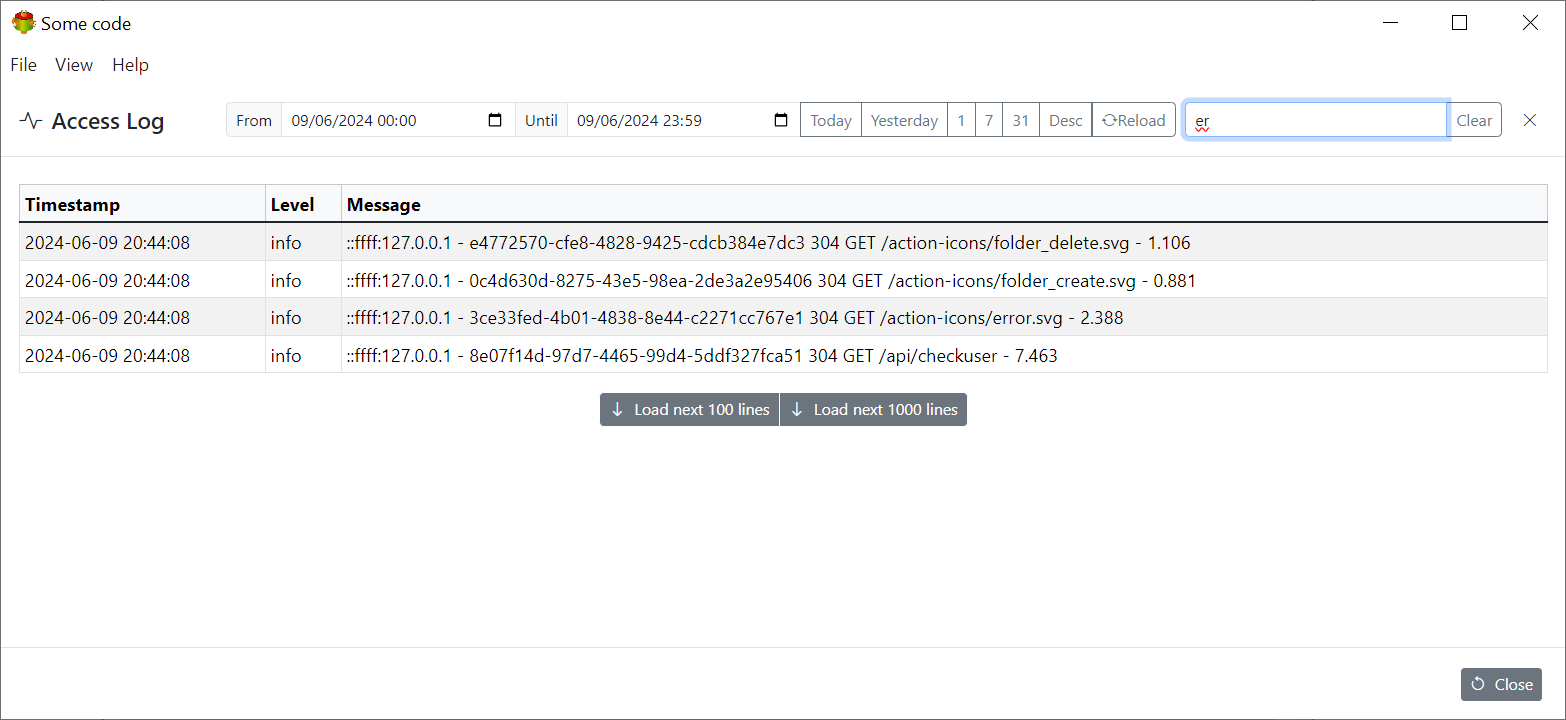 Some code
File View Help
Access Log From 09/06/2024 00:00 Until 09/06/2024 23:59 Today Yesterday 1 7 31 Desc Reload er Clear
Timestamp Level Message
2024-06-09 20:44:08 info ::ffff:127.0.0.1 - e4772570-cfe8-4828-9425-cdcb384e7dc3 304 GET /action-icons/folder_delete.svg - 1.106
2024-06-09 20:44:08 info ::ffff:127.0.0.1 - 0c4d630d-8275-43e5-98ea-2de3a2e95406 304 GET /action-icons/folder_create.svg - 0.881
2024-06-09 20:44:08 info ::ffff:127.0.0.1 - 3ce33fed-4b01-4838-8e44-c2271cc767e1 304 GET /action-icons/error.svg - 2.388
2024-06-09 20:44:08 info ::ffff:127.0.0.1 - 8e07f14d-97d7-4465-99d4-5ddf327fca51 304 GET /api/checkuser - 7.463
Load next 100 lines Load next 1000 lines
Close